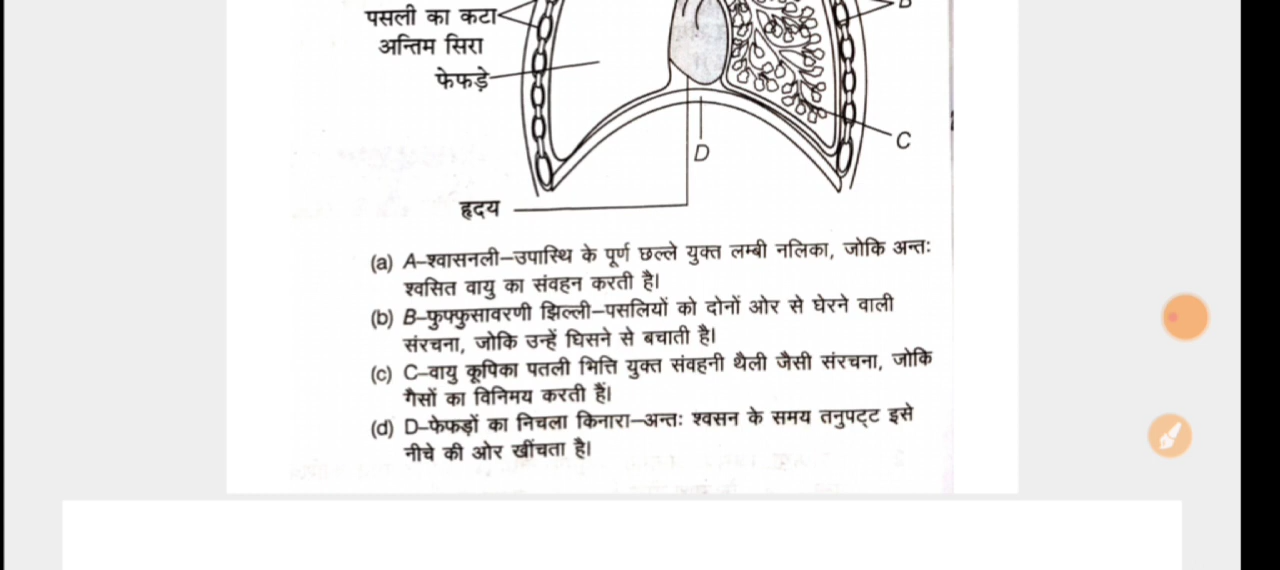 पसली का कटा
अन्तिम सिरा
फेफड़े
C
D
हृदय
(a) A–श्वासनली–उपास्थि के पूर्ण छल्ले युक्त लम्बी नलिका, जोकि अन्तः
श्वसित वायु का संवहन करती है।
(b) B–फुफ्फुसावरणी झिल्ली–पसलियों को दोनों ओर से घेरने वाली
संरचना, जोकि उन्हें घिसने से बचाती है।
(c) C–वायु कूपिका पतली भित्ति युक्त संवहनी थैली जैसी संरचना, जोकि
गैसों का विनिमय करती हैं।
(d) D–फेफड़ों का निचला किनारा–अन्तः श्वसन के समय तनुपट्ट इसे
नीचे की ओर खींचता है।